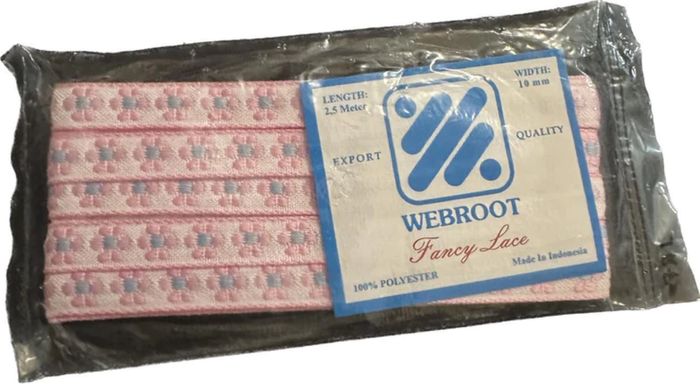 LENGTH:
2,5 Meter
WIDTH:
10 mm
EXPORT
QUALITY
WEBROOT
Fancy Lace
100% POLYESTER
Made In Indonesia